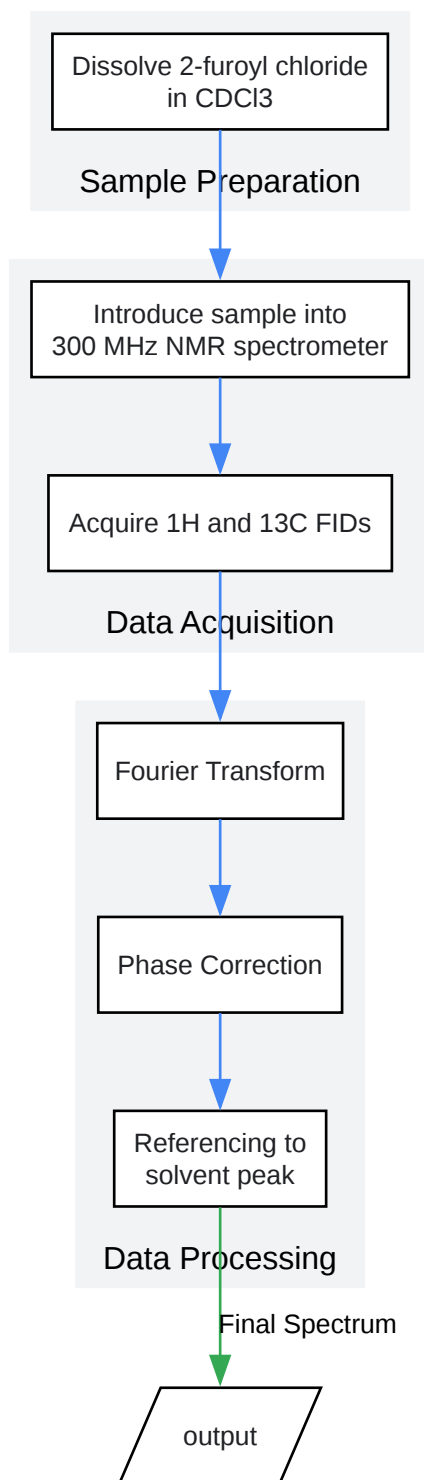 Dissolve 2-furoyl chloride
in CDCl3
Sample Preparation
Introduce sample into
300 MHz NMR spectrometer
Acquire 1H and 13C FIDs
Data Acquisition
Fourier Transform
Phase Correction
Referencing to
solvent peak
Data Processing
Final Spectrum
output